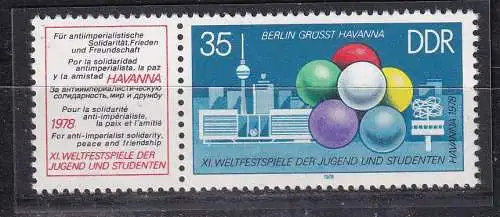 Für antiimperialistische
Solidarität, Frieden
und Freundschaft
Por la solidaridad
antimperialista, la paz
y la amistad HAVANNA
За антиимпериалистическую
солидарность, мир и дружбу
Pour la solidarité
anti-impérialiste,
1978 la paix et l'amitié
For anti-imperialist solidarity,
peace and friendship
XI. WELTFESTSPIELE DER
JUGEND UND STUDENTEN
35
BERLIN GRÜSST HAVANNA
DDR
HAVANNA 1978
XI. WELTFESTSPIELE DER JUGEND UND STUDENTEN
1978